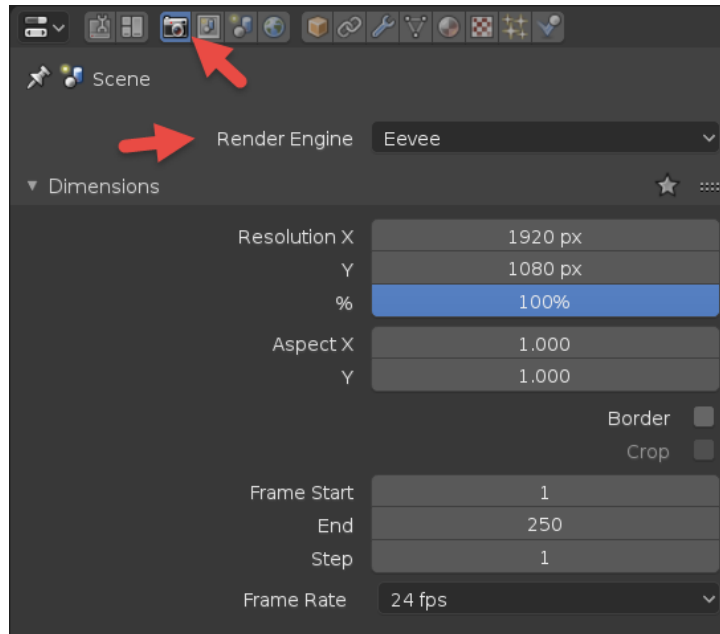 Scene
Render Engine Eevee
Dimensions
Resolution X 1920 px
Y 1080 px
% 100%
Aspect X 1.000
Y 1.000
Border
Crop
Frame Start 1
End 250
Step 1
Frame Rate 24 fps